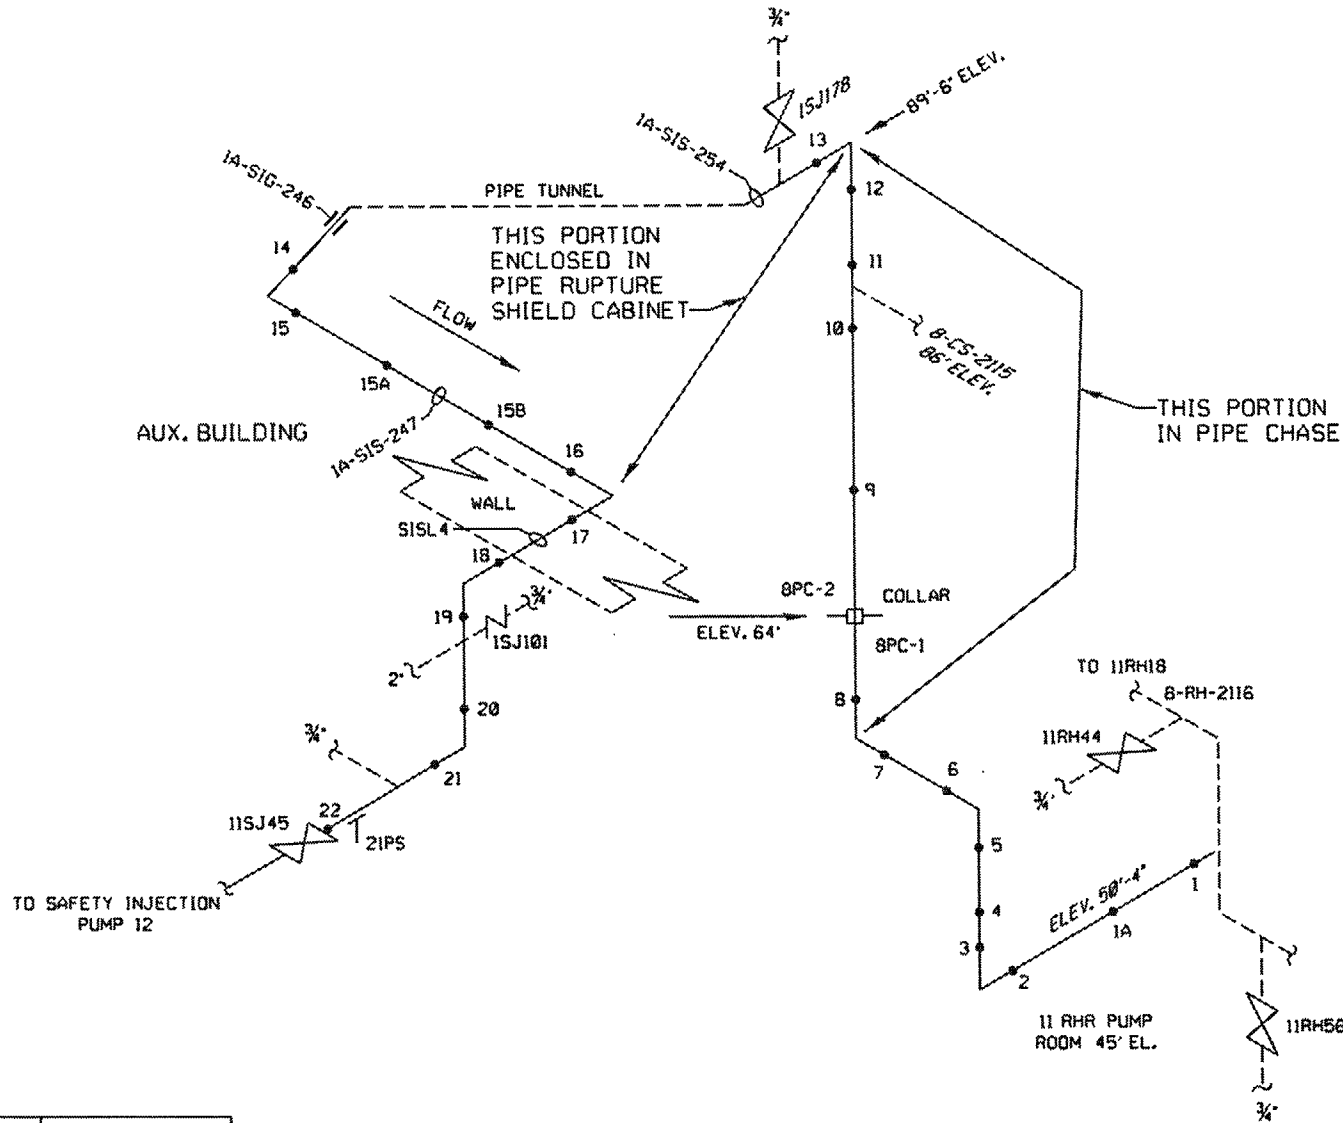 3/4"
1SJ178
89'-6" ELEV.
1A-SIS-254
13
1A-SIG-246
12
PIPE TUNNEL
THIS PORTION
ENCLOSED IN
PIPE RUPTURE
SHIELD CABINET
14
11
FLOW
15
10
8-CS-2115
86' ELEV.
15A
15B
THIS PORTION
IN PIPE CHASE
AUX. BUILDING
1A-SIS-247
16
9
WALL
SISL4
17
18
8PC-2
COLLAR
3/4"
19
1SJ101
ELEV. 64'
8PC-1
2"
TO 11RH18
8-RH-2116
8
20
3/4"
11RH44
21
7
6
3/4"
22
11SJ45
21PS
5
1
ELEV. 50'-4"
TO SAFETY INJECTION
PUMP 12
4
1A
3
2
11 RHR PUMP
ROOM 45' EL.
11RH56
3/4"